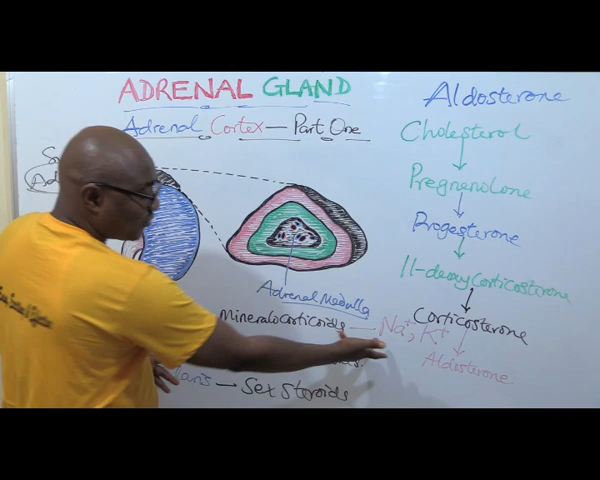 ADRENAL GLAND
Adrenal Cortex — Part One
Adrenal Medulla
Mineralocorticoids — Na+, K+
→ Sex Steroids
Aldosterone
Cholesterol
Pregnenolone
Progesterone
11-deoxycorticosterone
Corticosterone
Aldosterone